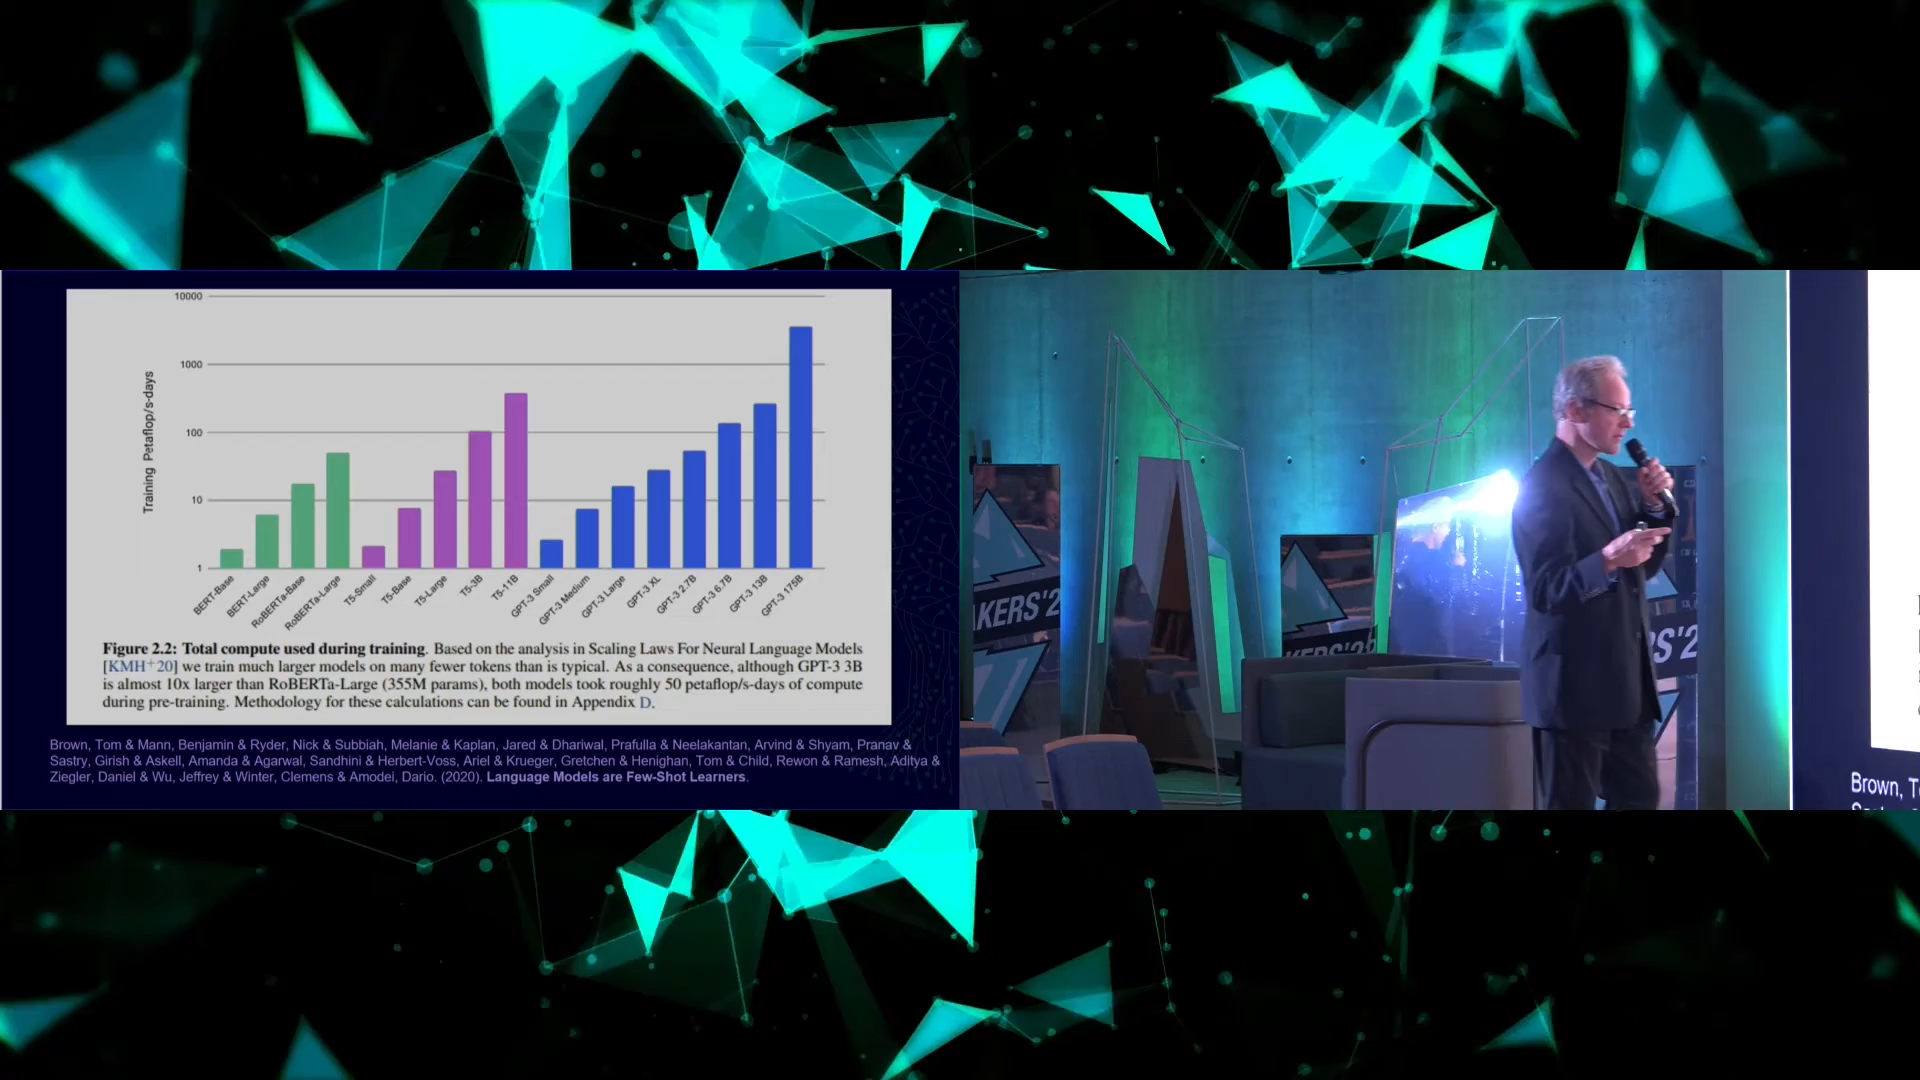 10000
1000
100
10
1
Training Petaflop/s-days
BERT-Base
BERT-Large
RoBERTa-Base
RoBERTa-Large
T5-Small
T5-Base
T5-Large
T5-3B
T5-11B
GPT-3 Small
GPT-3 Medium
GPT-3 Large
GPT-3 XL
GPT-3 2.7B
GPT-3 6.7B
GPT-3 13B
GPT-3 175B
Figure 2.2: Total compute used during training. Based on the analysis in Scaling Laws For Neural Language Models
[KMH+20] we train much larger models on many fewer tokens than is typical. As a consequence, although GPT-3 3B
is almost 10x larger than RoBERTa-Large (355M params), both models took roughly 50 petaflop/s-days of compute
during pre-training. Methodology for these calculations can be found in Appendix D.
Brown, Tom & Mann, Benjamin & Ryder, Nick & Subbiah, Melanie & Kaplan, Jared & Dhariwal, Prafulla & Neelakantan, Arvind & Shyam, Pranav &
Sastry, Girish & Askell, Amanda & Agarwal, Sandhini & Herbert-Voss, Ariel & Krueger, Gretchen & Henighan, Tom & Child, Rewon & Ramesh, Aditya &
Ziegler, Daniel & Wu, Jeffrey & Winter, Clemens & Amodei, Dario. (2020). Language Models are Few-Shot Learners.
AKERS'2
RS'2
Brown, T